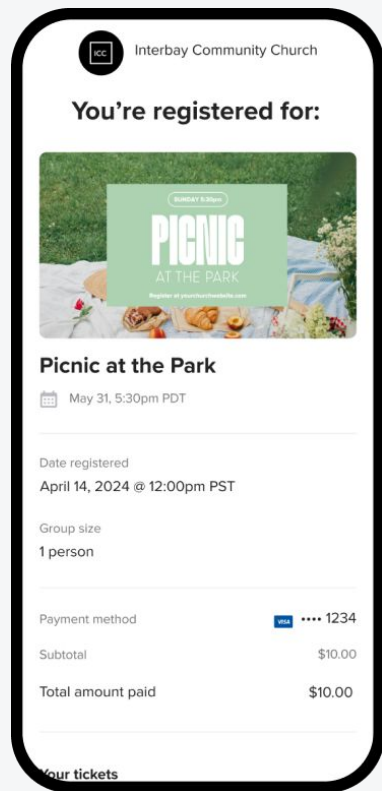 ICC
Interbay Community Church
You’re registered for:
SUNDAY 5:30pm
PICNIC
AT THE PARK
Register at yourchurchwebsite.com
Picnic at the Park
May 31, 5:30pm PDT
Date registered
April 14, 2024 @ 12:00pm PST
Group size
1 person
Payment method VISA •••• 1234
Subtotal $10.00
Total amount paid $10.00
Your tickets